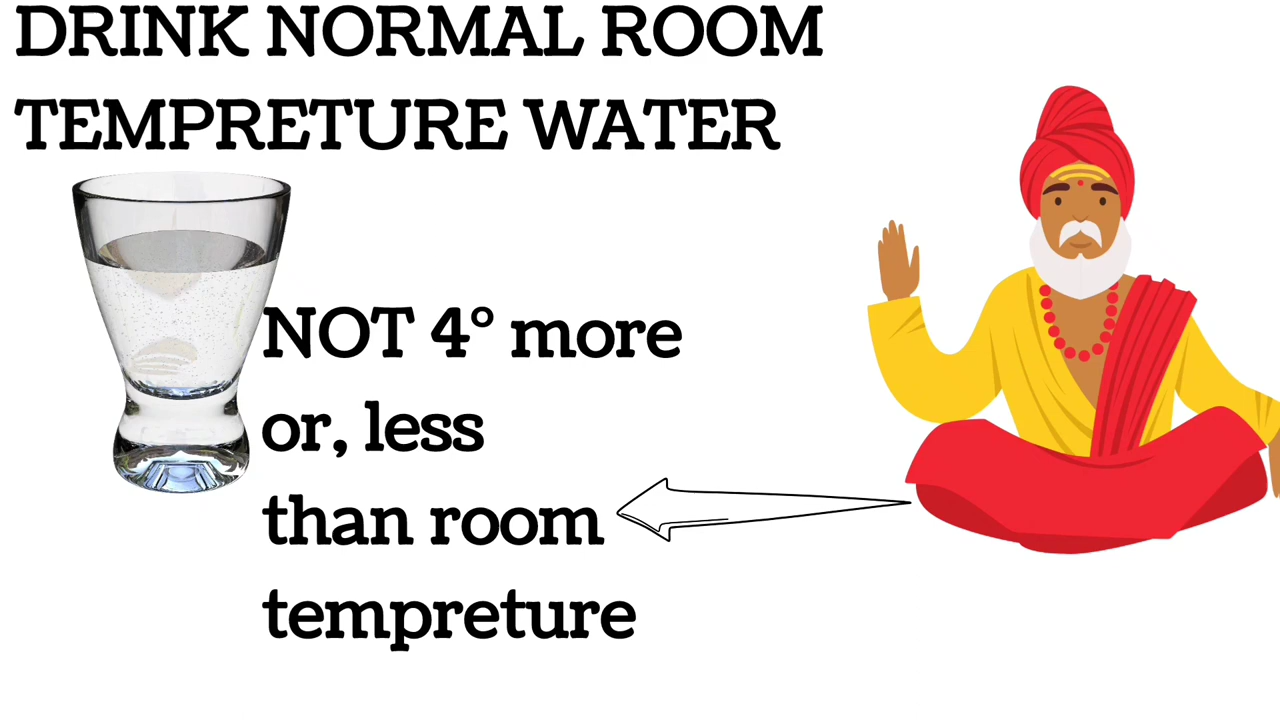 DRINK NORMAL ROOM
TEMPRETURE WATER
NOT 4° more
or, less
than room
tempreture